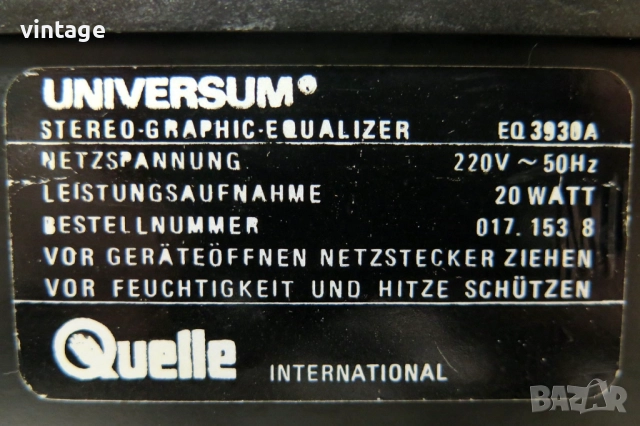 vintage
UNIVERSUM
STEREO-GRAPHIC-EQUALIZER EQ 3930A
NETZSPANNUNG 220V ~ 50Hz
LEISTUNGSAUFNAHME 20 WATT
BESTELLNUMMER 017. 153 8
VOR GERÄTEÖFFNEN NETZSTECKER ZIEHEN
VOR FEUCHTIGKEIT UND HITZE SCHÜTZEN
Quelle INTERNATIONAL
BAZAR